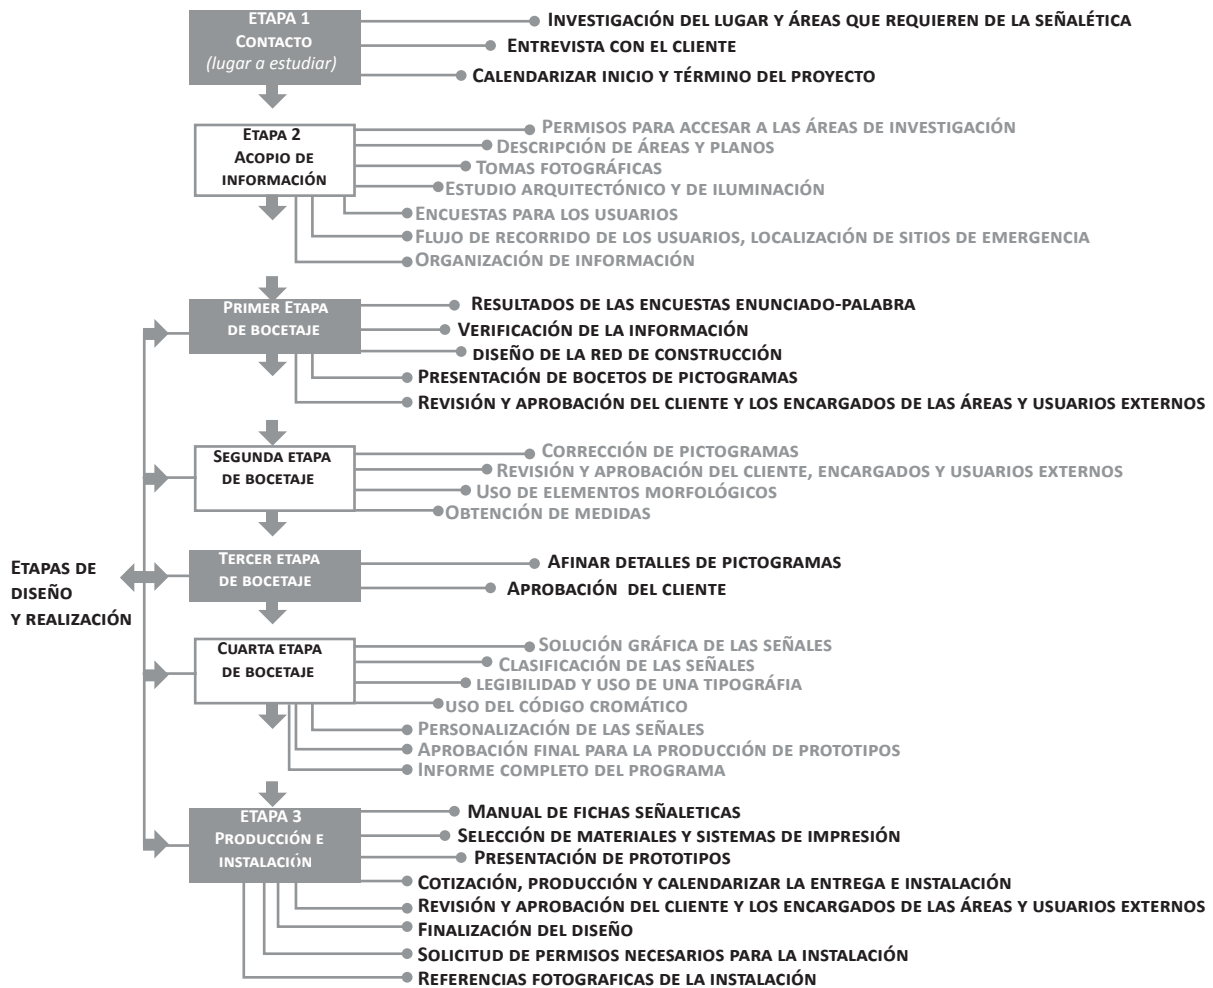 ETAPA 1
CONTACTO
(lugar a estudiar)
INVESTIGACIÓN DEL LUGAR Y ÁREAS QUE REQUIEREN DE LA SEÑALÉTICA
ENTREVISTA CON EL CLIENTE
CALENDARIZAR INICIO Y TÉRMINO DEL PROYECTO
ETAPA 2
ACOPIO DE
INFORMACIÓN
PERMISOS PARA ACCESAR A LAS ÁREAS DE INVESTIGACIÓN
DESCRIPCIÓN DE ÁREAS Y PLANOS
TOMAS FOTOGRÁFICAS
ESTUDIO ARQUITECTÓNICO Y DE ILUMINACIÓN
ENCUESTAS PARA LOS USUARIOS
FLUJO DE RECORRIDO DE LOS USUARIOS, LOCALIZACIÓN DE SITIOS DE EMERGENCIA
ORGANIZACIÓN DE INFORMACIÓN
PRIMER ETAPA
DE BOCETAJE
RESULTADOS DE LAS ENCUESTAS ENUNCIADO-PALABRA
VERIFICACIÓN DE LA INFORMACIÓN
DISEÑO DE LA RED DE CONSTRUCCIÓN
PRESENTACIÓN DE BOCETOS DE PICTOGRAMAS
REVISIÓN Y APROBACIÓN DEL CLIENTE Y LOS ENCARGADOS DE LAS ÁREAS Y USUARIOS EXTERNOS
SEGUNDA ETAPA
DE BOCETAJE
CORRECCIÓN DE PICTOGRAMAS
REVISIÓN Y APROBACIÓN DEL CLIENTE, ENCARGADOS Y USUARIOS EXTERNOS
USO DE ELEMENTOS MORFOLÓGICOS
OBTENCIÓN DE MEDIDAS
ETAPAS DE
DISEÑO
Y REALIZACIÓN
TERCER ETAPA
DE BOCETAJE
AFINAR DETALLES DE PICTOGRAMAS
APROBACIÓN DEL CLIENTE
CUARTA ETAPA
DE BOCETAJE
SOLUCIÓN GRÁFICA DE LAS SEÑALES
CLASIFICACIÓN DE LAS SEÑALES
LEGIBILIDAD Y USO DE UNA TIPOGRÁFIA
USO DEL CÓDIGO CROMÁTICO
PERSONALIZACIÓN DE LAS SEÑALES
APROBACIÓN FINAL PARA LA PRODUCCIÓN DE PROTOTIPOS
INFORME COMPLETO DEL PROGRAMA
ETAPA 3
PRODUCCIÓN E
INSTALACIÓN
MANUAL DE FICHAS SEÑALETICAS
SELECCIÓN DE MATERIALES Y SISTEMAS DE IMPRESIÓN
PRESENTACIÓN DE PROTOTIPOS
COTIZACIÓN, PRODUCCIÓN Y CALENDARIZAR LA ENTREGA E INSTALACIÓN
REVISIÓN Y APROBACIÓN DEL CLIENTE Y LOS ENCARGADOS DE LAS ÁREAS Y USUARIOS EXTERNOS
FINALIZACIÓN DEL DISEÑO
SOLICITUD DE PERMISOS NECESARIOS PARA LA INSTALACIÓN
REFERENCIAS FOTOGRAFICAS DE LA INSTALACIÓN